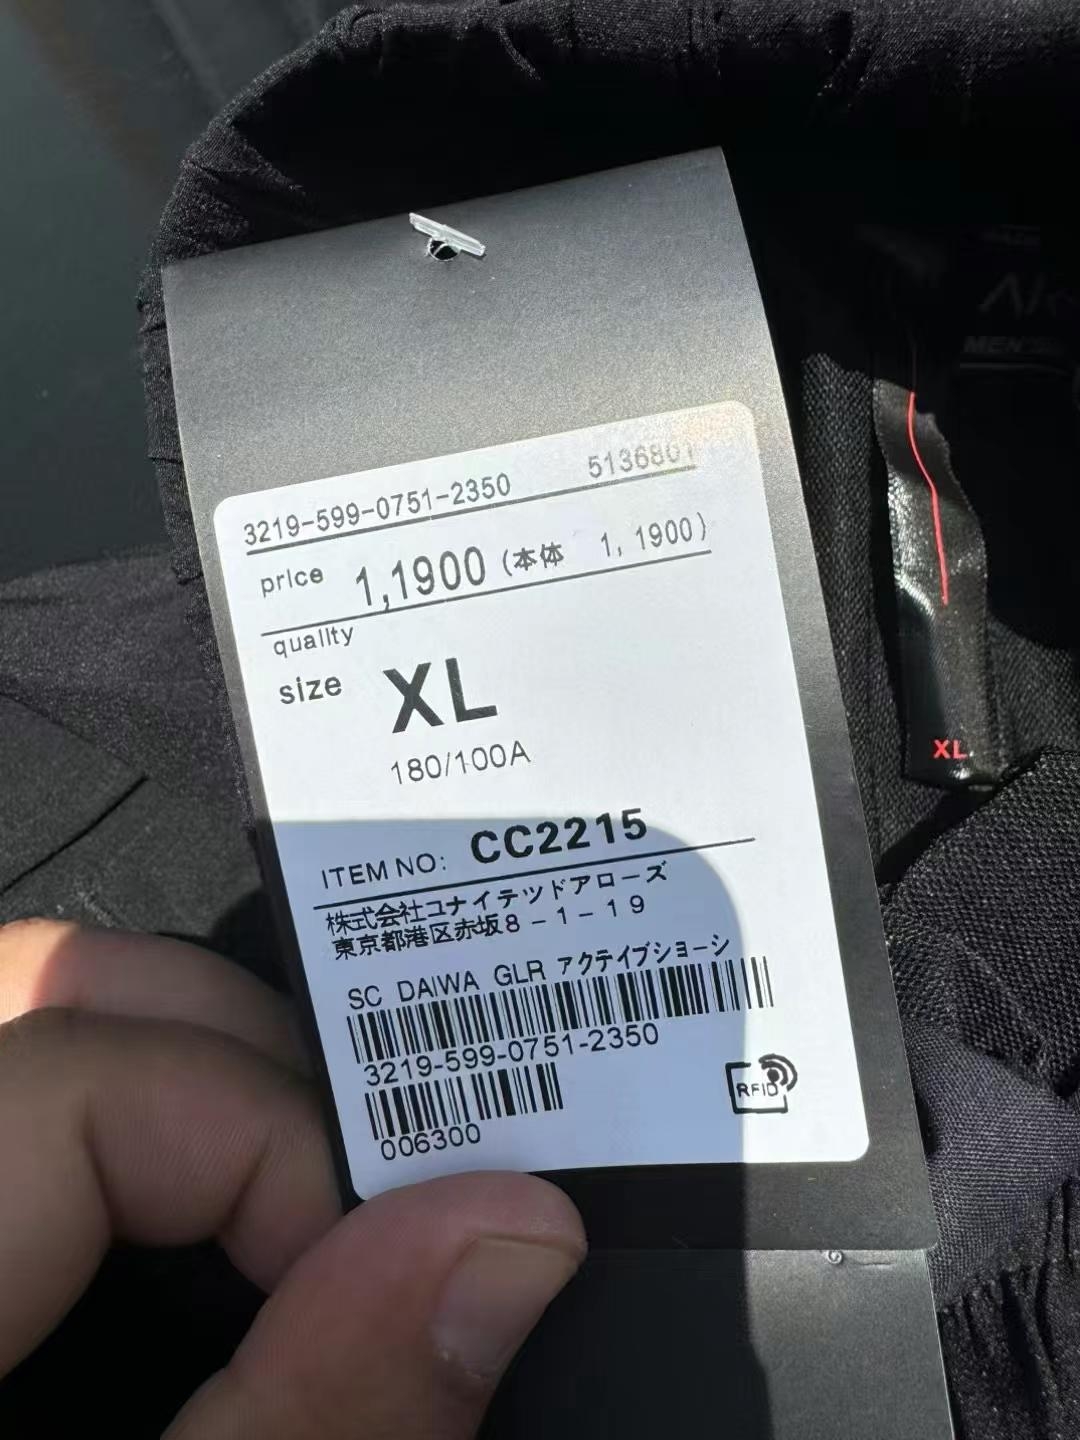 3219-599-0751-2350 5136801
price 1,1900 (本体 1,1900)
quality
size XL
180/100A
ITEM NO: CC2215
株式会社ユナイテツドアローズ
東京都港区赤坂8-1-19
SC DAIWA GLR アクテイブショーシ
3219-599-0751-2350
006300
RFID
MEN'S
XL